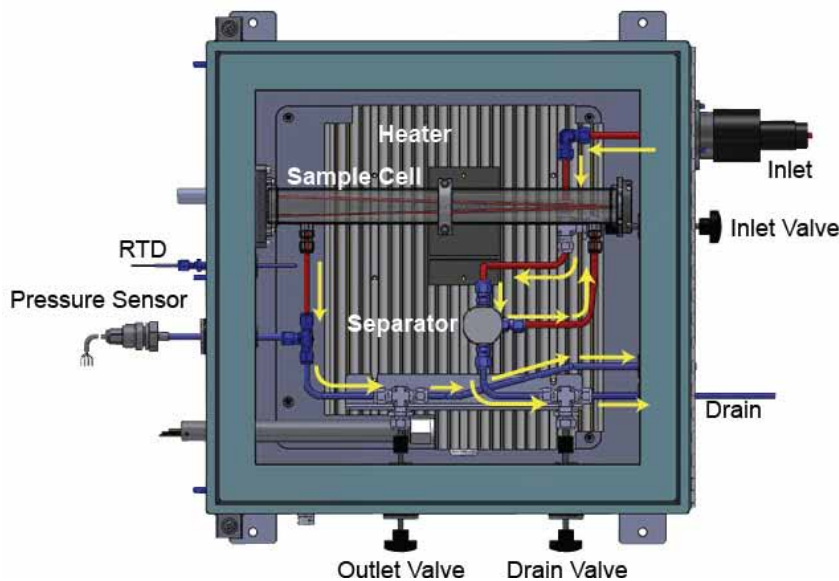 Heater
Sample Cell
Inlet
Inlet Valve
RTD
Pressure Sensor
Separator
Drain
Outlet Valve
Drain Valve